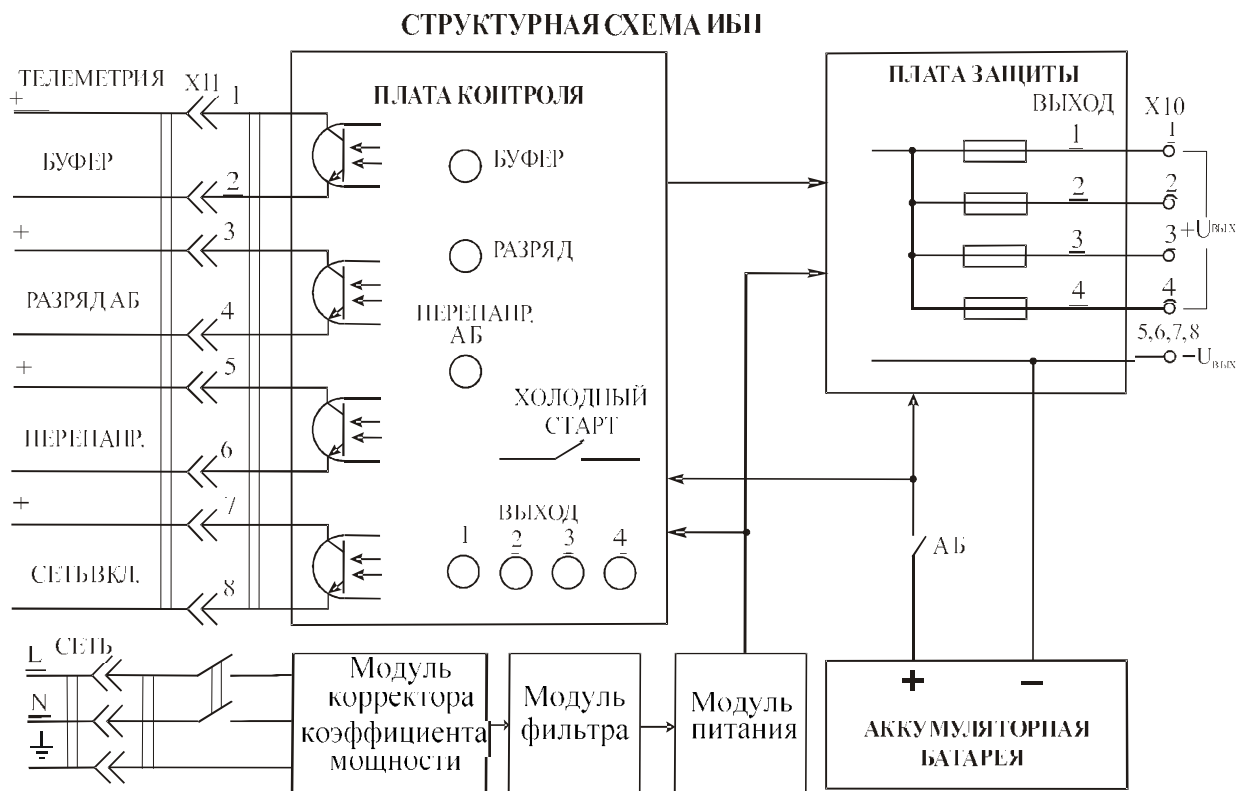 СТРУКТУРНАЯ СХЕМА ИБП
ТЕЛЕМЕТРИЯ
X11
+
1
БУФЕР
2
+
3
РАЗРЯД АБ
4
+
5
ПЕРЕНАПР.
6
+
7
СЕТЬ ВКЛ.
8
ПЛАТА КОНТРОЛЯ
БУФЕР
РАЗРЯД
ПЕРЕНАПР.
АБ
ХОЛОДНЫЙ
СТАРТ
ВЫХОД
1 2 3 4
ПЛАТА ЗАЩИТЫ
ВЫХОД
X10
1 1
2 2
3 3
4 4
+Uвых
5,6,7,8
−Uвых
АБ
СЕТЬ
L
N
Модуль
корректора
коэффициента
мощности
Модуль
фильтра
Модуль
питания
+ −
АККУМУЛЯТОРНАЯ
БАТАРЕЯ